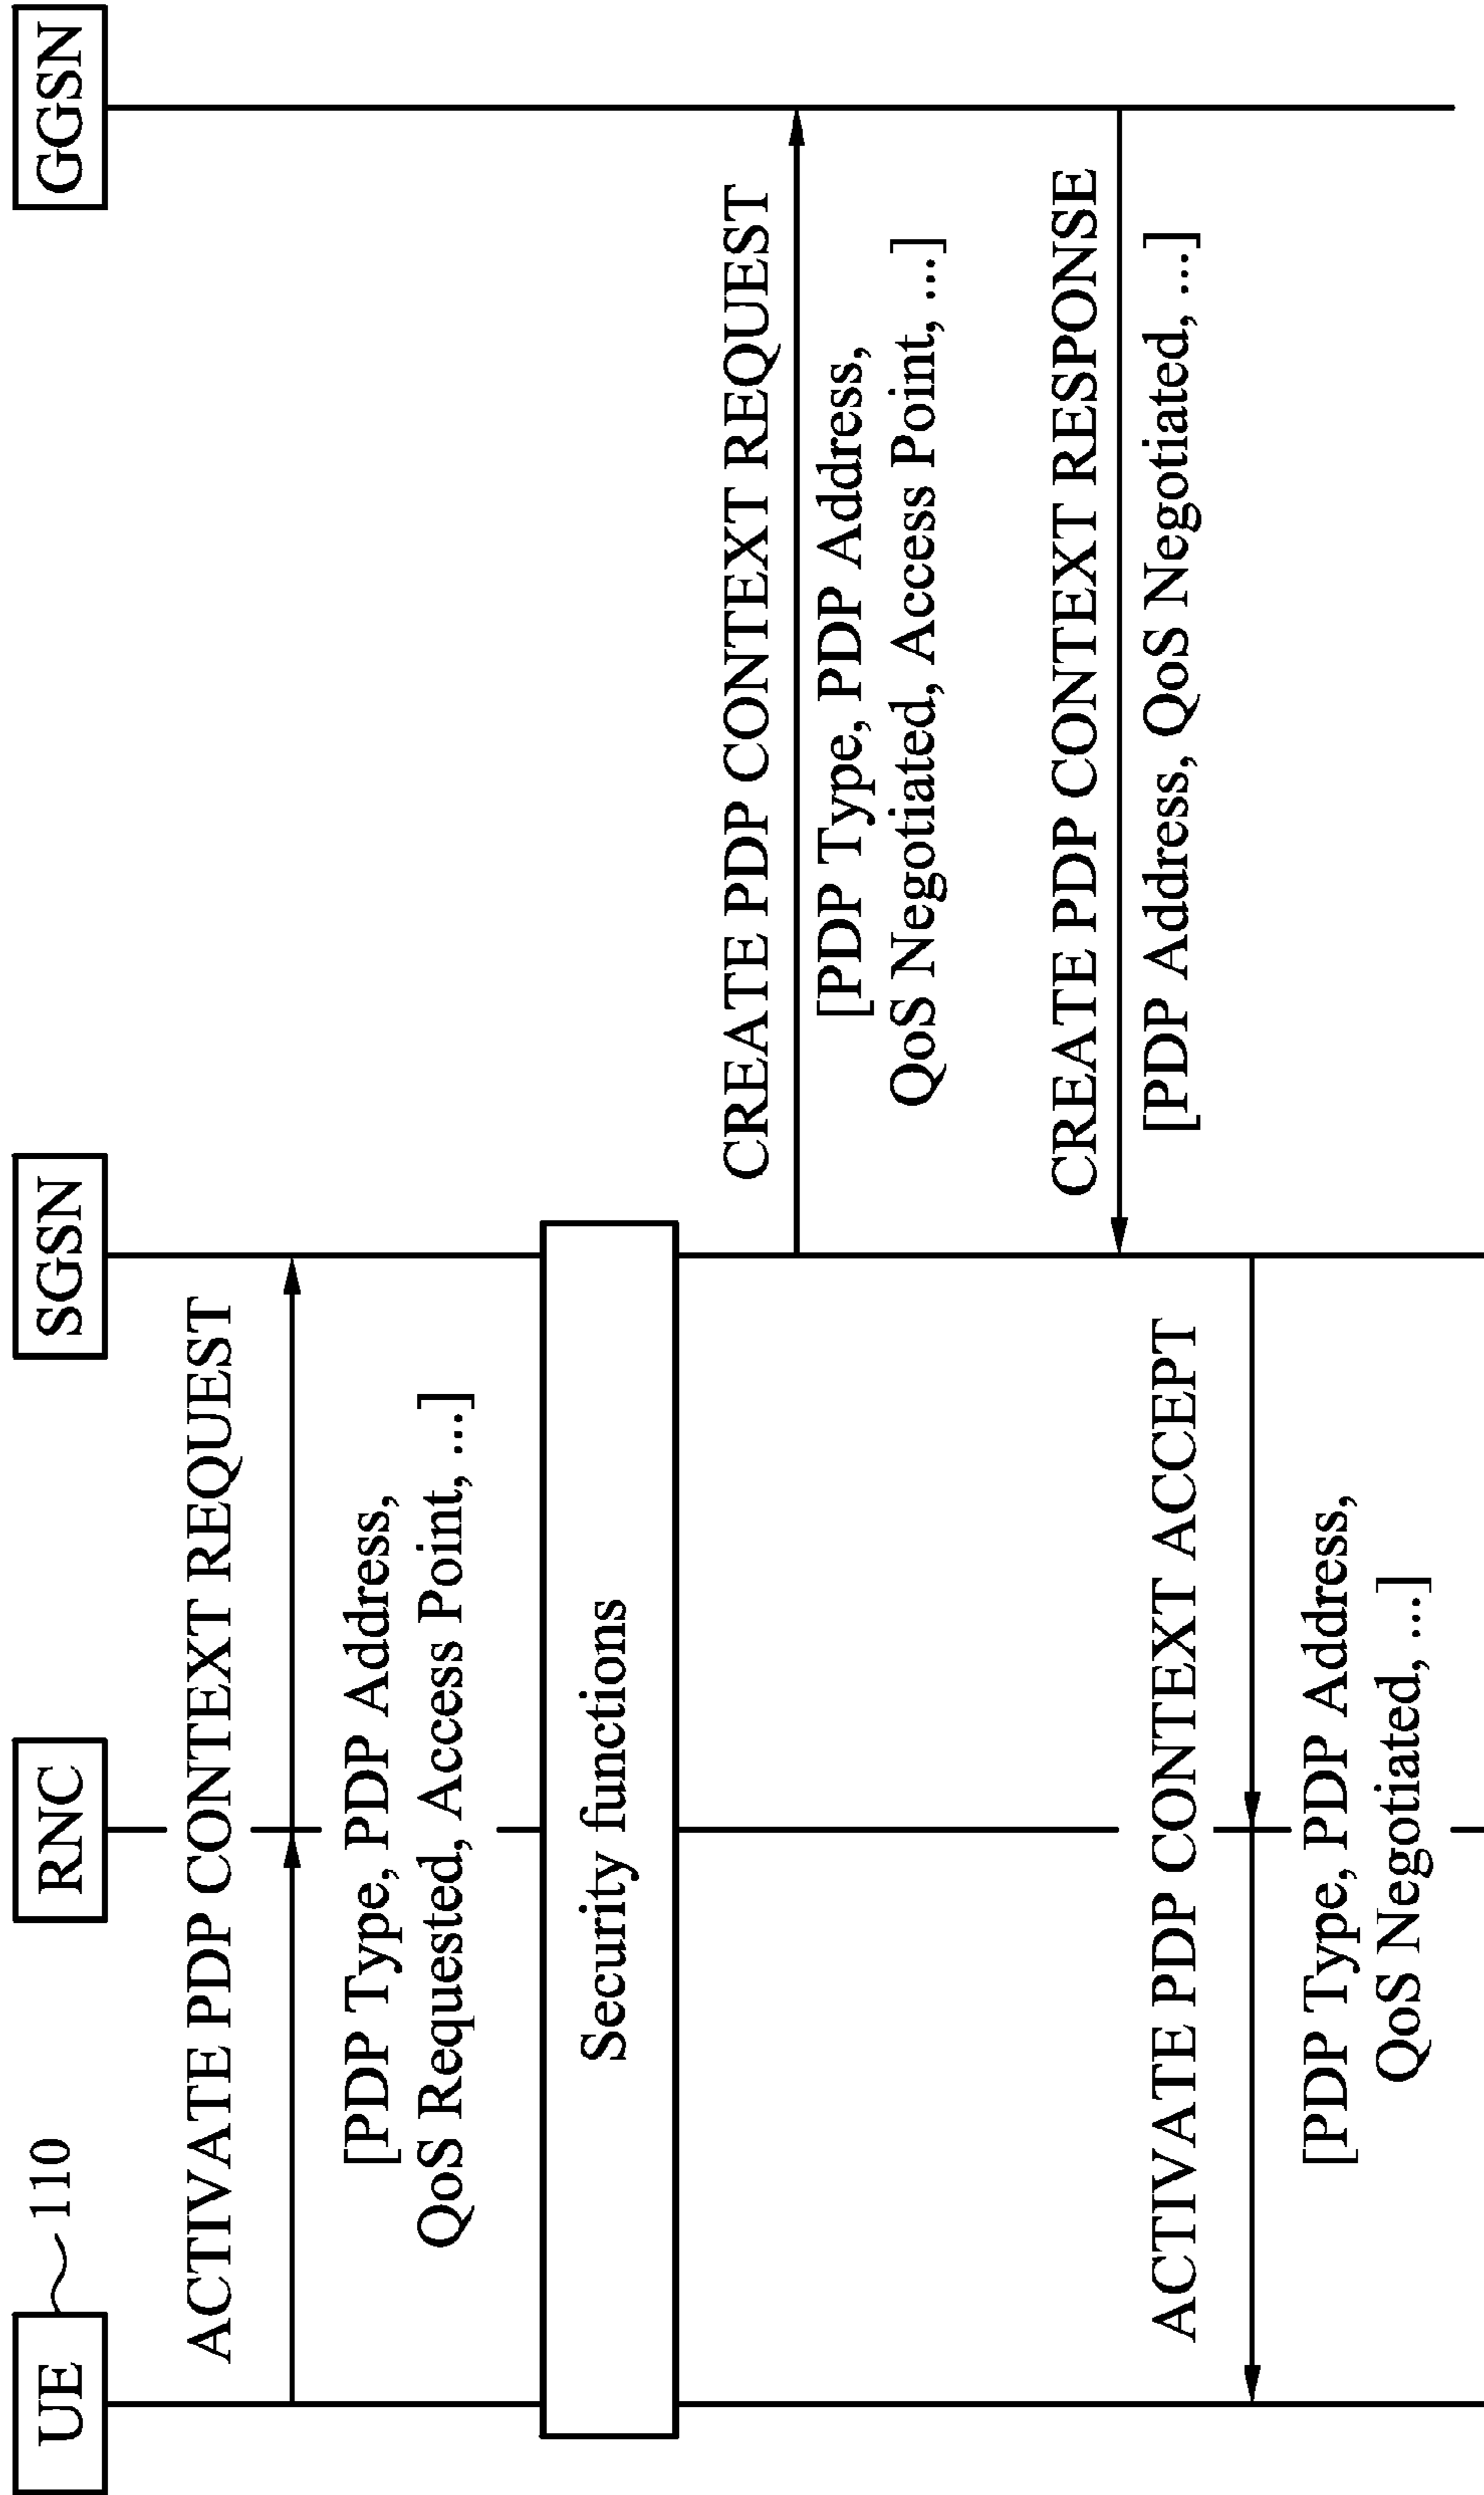 UE
110
RNC
SGSN
GGSN
ACTIVATE PDP CONTEXT REQUEST
[PDP Type, PDP Address,
QoS Requested, Access Point, ...]
Security functions
CREATE PDP CONTEXT REQUEST
[PDP Type, PDP Address,
QoS Negotiated, Access Point, ...]
CREATE PDP CONTEXT RESPONSE
[PDP Address, QoS Negotiated, ...]
ACTIVATE PDP CONTEXT ACCEPT
[PDP Type, PDP Address,
QoS Negotiated, ...]